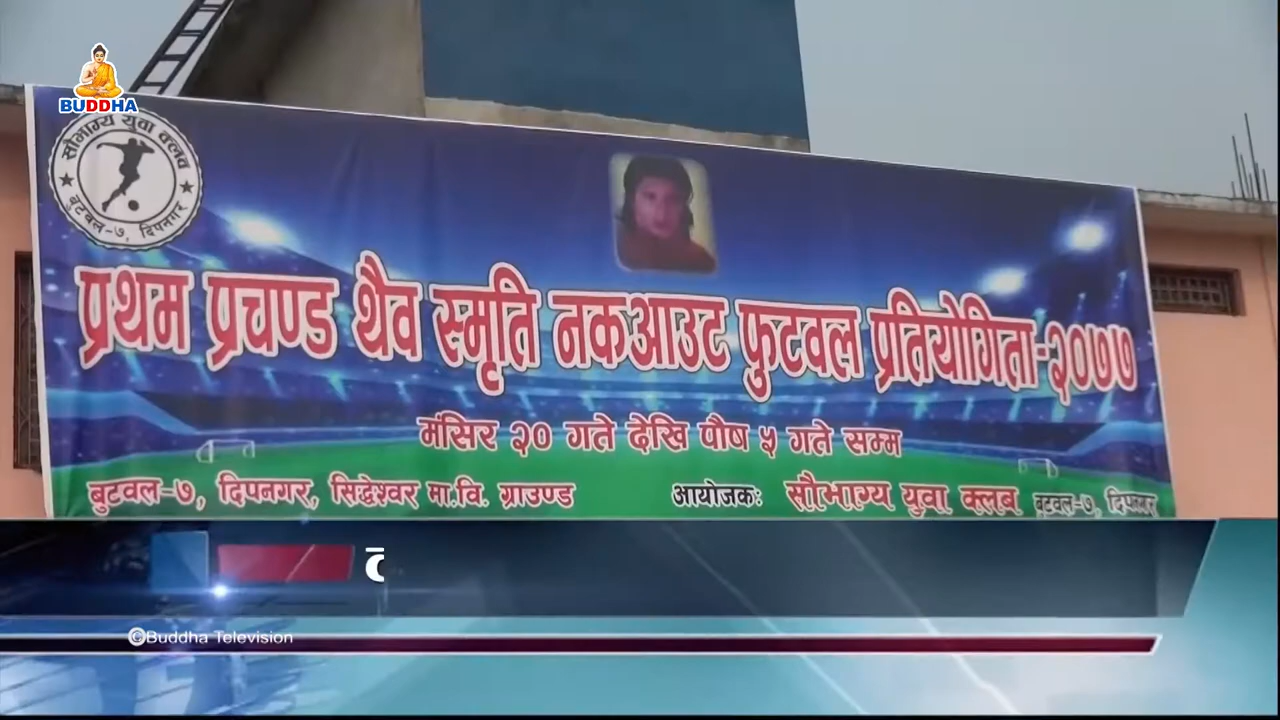 BUDDHA
सौभाग्य युवा क्लव
बुटवल-७, दिपनगर
प्रथम प्रचण्ड थैव स्मृति नकआउट फुटवल प्रतियोगिता-२०७७
मंसिर २० गते देखि पौष ५ गते सम्म
बुटवल-७, दिपनगर, सिद्धेश्वर मा.वि. ग्राउण्ड
आयोजकः सौभाग्य युवा क्लब बुटवल-७, दिपनगर
©Buddha Television